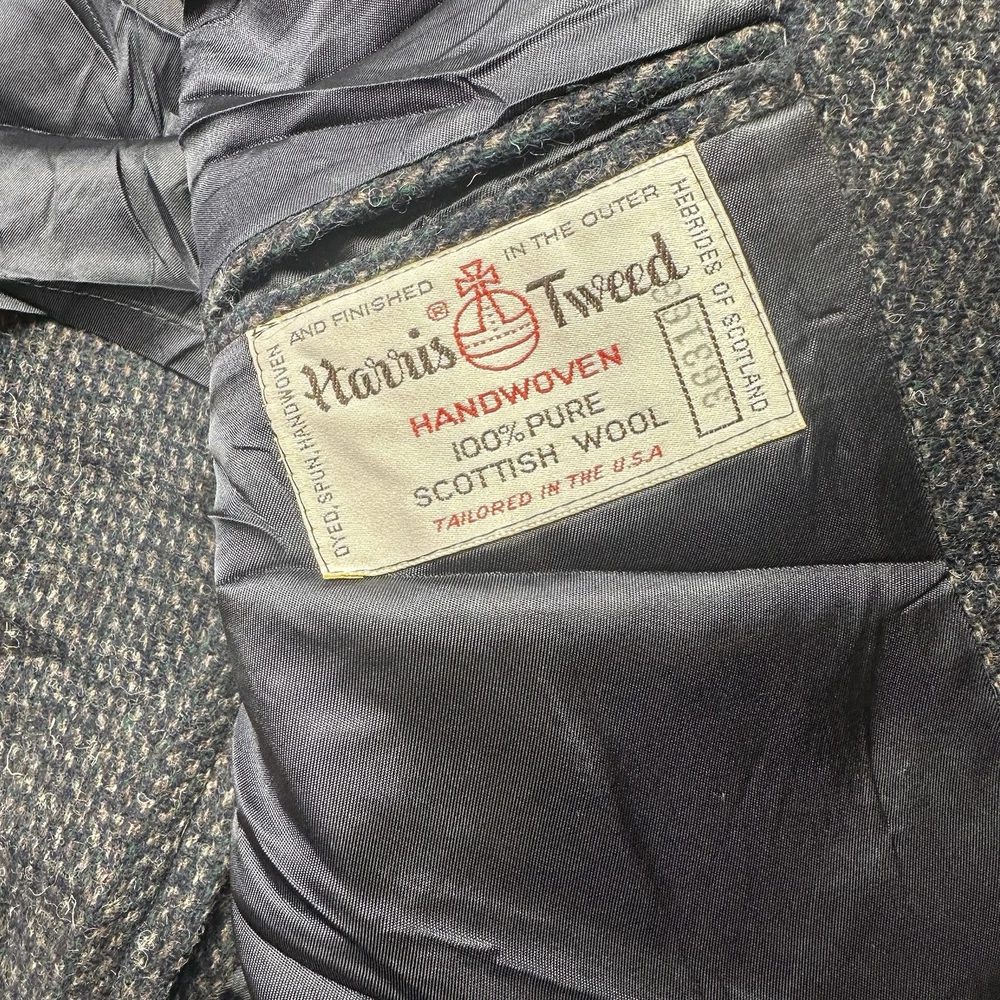 DYED, SPUN, HANDWOVEN
AND FINISHED
IN THE OUTER
HEBRIDES OF SCOTLAND
Harris ® Tweed
HANDWOVEN
100% PURE
SCOTTISH WOOL
TAILORED IN THE U.S.A